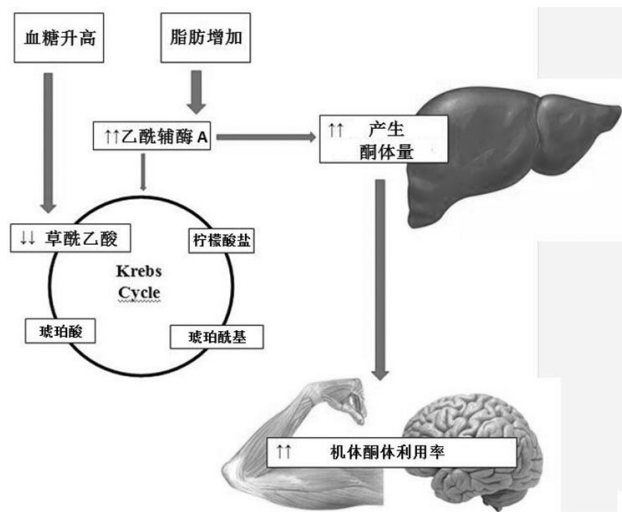 血糖升高
脂肪增加
↑↑乙酰辅酶 A
↑↑ 产生
酮体量
↓↓ 草酰乙酸
柠檬酸盐
Krebs
Cycle
琥珀酸
琥珀酰基
↑↑ 机休酮休利用率